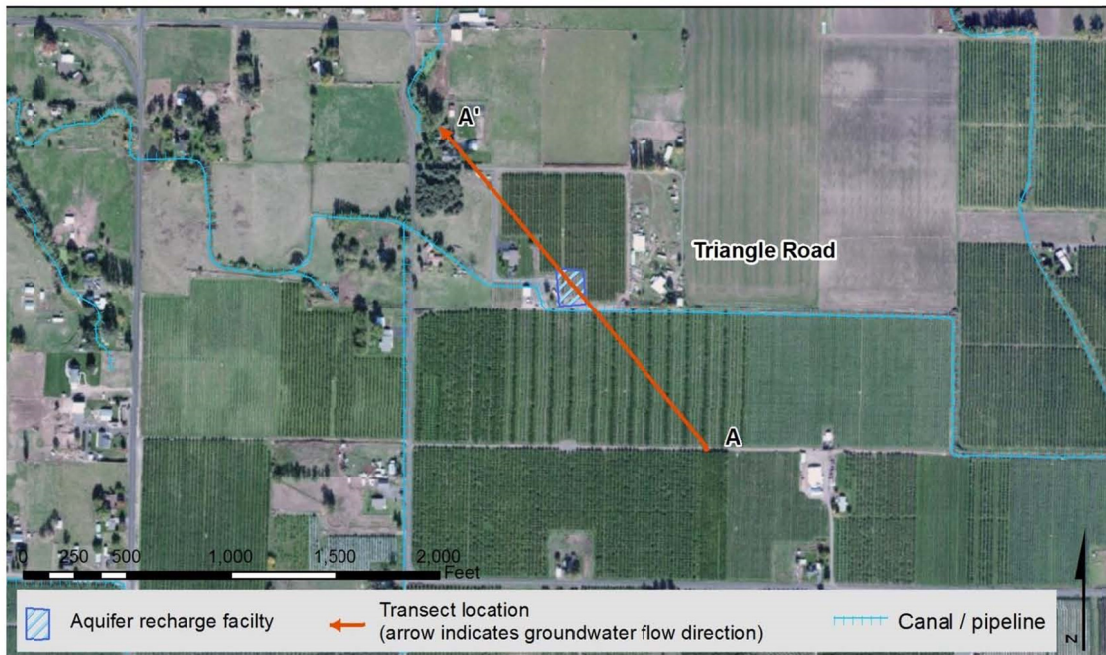 A'
Triangle Road
A
0 250 500 1,000 1,500 2,000
Feet
Aquifer recharge facilty
Transect location
(arrow indicates groundwater flow direction)
Canal / pipeline
z